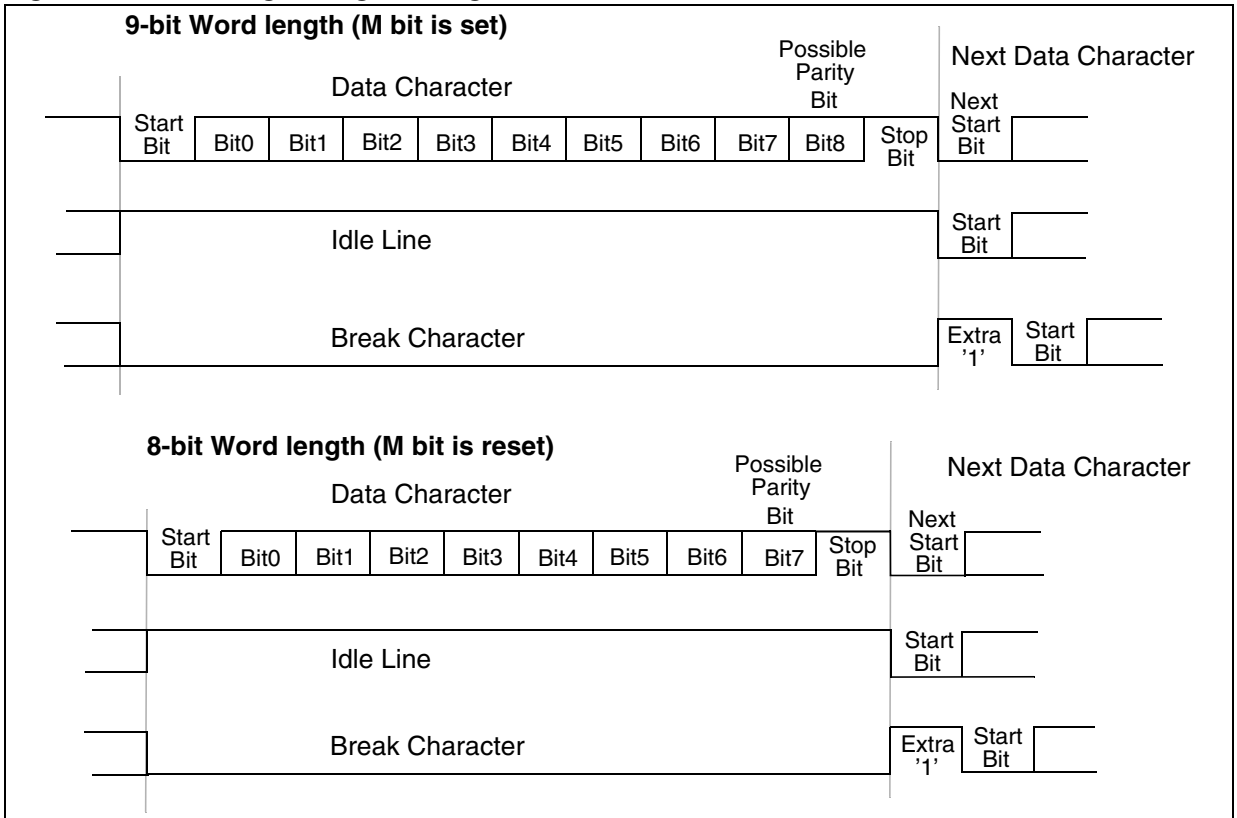 9-bit Word length (M bit is set)
Possible
Parity
Bit
Next Data Character
Data Character
Next
Start
Bit
Start
Bit
Bit0
Bit1
Bit2
Bit3
Bit4
Bit5
Bit6
Bit7
Bit8
Stop
Bit
Idle Line
Start
Bit
Break Character
Extra
'1'
Start
Bit
8-bit Word length (M bit is reset)
Possible
Parity
Bit
Next Data Character
Data Character
Next
Start
Bit
Start
Bit
Bit0
Bit1
Bit2
Bit3
Bit4
Bit5
Bit6
Bit7
Stop
Bit
Idle Line
Start
Bit
Break Character
Extra
'1'
Start
Bit